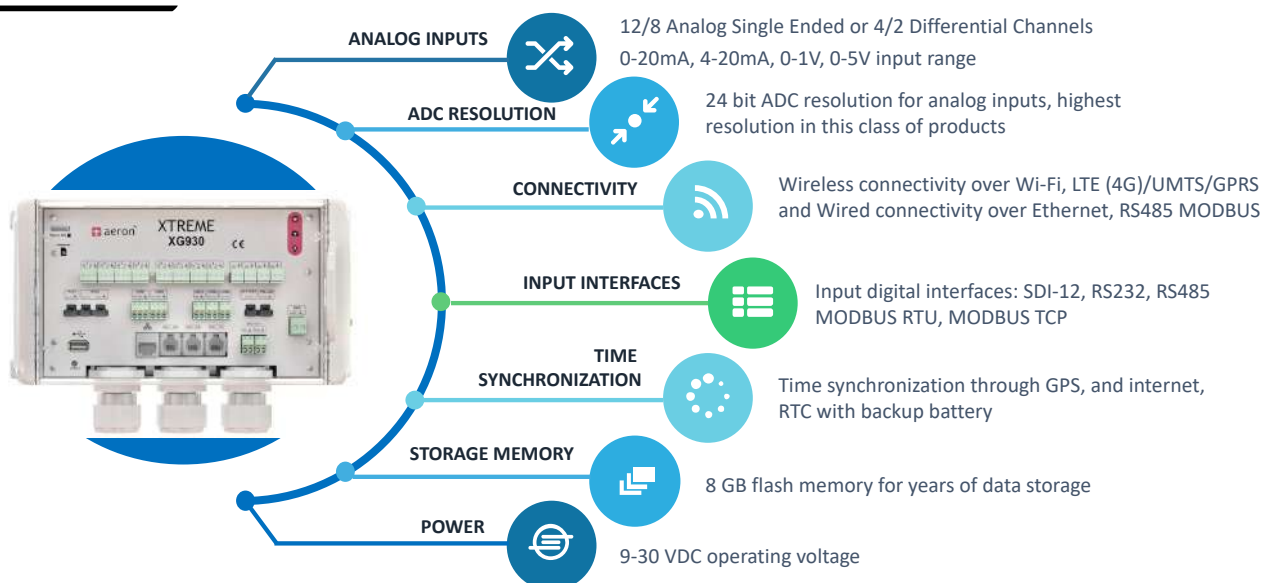 ANALOG INPUTS
12/8 Analog Single Ended or 4/2 Differential Channels
0-20mA, 4-20mA, 0-1V, 0-5V input range
ADC RESOLUTION
24 bit ADC resolution for analog inputs, highest
resolution in this class of products
CONNECTIVITY
Wireless connectivity over Wi-Fi, LTE (4G)/UMTS/GPRS
and Wired connectivity over Ethernet, RS485 MODBUS
aeron
XTREME
XG930
CE
INPUT INTERFACES
Input digital interfaces: SDI-12, RS232, RS485
MODBUS RTU, MODBUS TCP
TIME
SYNCHRONIZATION
Time synchronization through GPS, and internet,
RTC with backup battery
STORAGE MEMORY
8 GB flash memory for years of data storage
POWER
9-30 VDC operating voltage